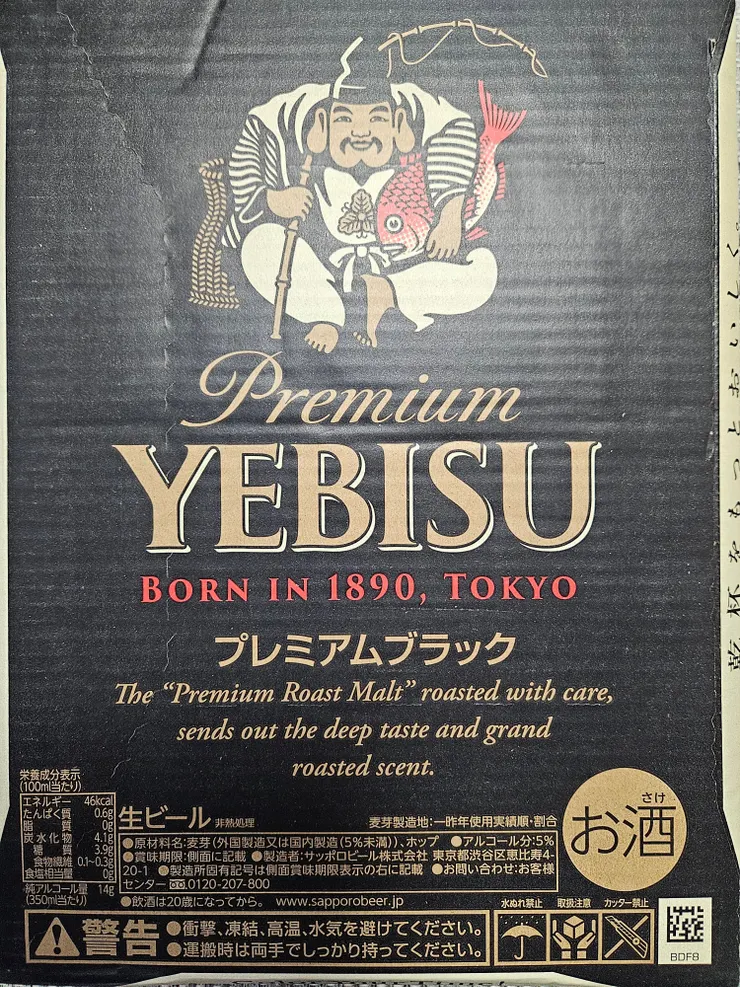 Premium
YEBISU
BORN IN 1890, TOKYO
プレミアムブラック
The “Premium Roast Malt” roasted with care,
sends out the deep taste and grand
roasted scent.
栄養成分表示
(100ml当たり)
エネルギー 46kcal
たんぱく質 0.6g
脂質 0g
炭水化物 4.1g
糖質 3.9g
食物繊維 0.1~0.3g
食塩相当量 0g
純アルコール量 14g
(350ml当たり)
生ビール 非熱処理
麦芽製造地:一昨年使用実績順・割合
●原材料名:麦芽(外国製造又は国内製造(5%未満))、ホップ ●アルコール分:5%
●賞味期限:側面に記載 ●製造者:サッポロビール株式会社 東京都渋谷区恵比寿4-
20-1 ●製造所固有記号は側面賞味期限表示の右に記載 ●お問い合わせ:お客様
センター 0120-207-800
●飲酒は20歳になってから。 www.sapporobeer.jp
さけ
お酒
警告
●衝撃、凍結、高温、水気を避けてください。
●運搬時は両手でしっかり持ってください。
水ぬれ禁止 取扱注意 カッター禁止
BDF8
乾杯をもっとおいしく。